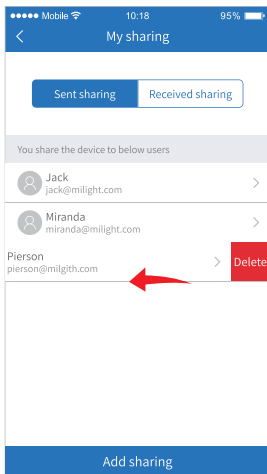 Mobile 10:18 95%
My sharing
Sent sharing Received sharing
You share the device to below users
Jack
jack@milight.com
Miranda
miranda@milight.com
Pierson
pierson@milgith.com
Delete
Add sharing